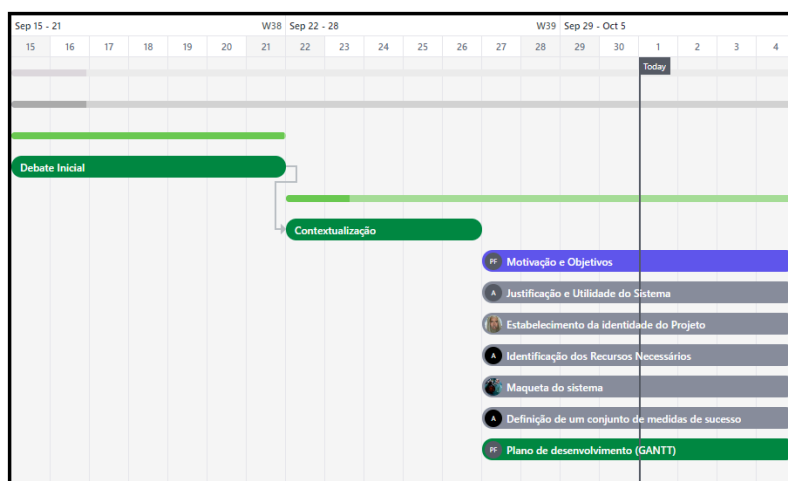 Sep 15 - 21 W38 Sep 22 - 28 W39 Sep 29 - Oct 5
15 16 17 18 19 20 21 22 23 24 25 26 27 28 29 30 1 2 3 4
Today
Debate Inicial
Contextualização
PF Motivação e Objetivos
A Justificação e Utilidade do Sistema
Estabelecimento da identidade do Projeto
A Identificação dos Recursos Necessários
Maqueta do sistema
A Definição de um conjunto de medidas de sucesso
PF Plano de desenvolvimento (GANTT)